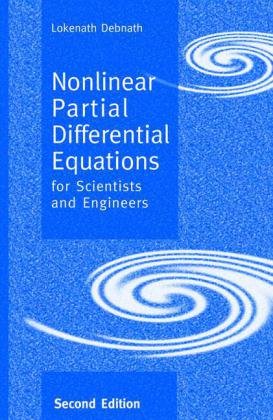 Lokenath Debnath
Nonlinear
Partial
Differential
Equations
for Scientists
and Engineers
Second Edition